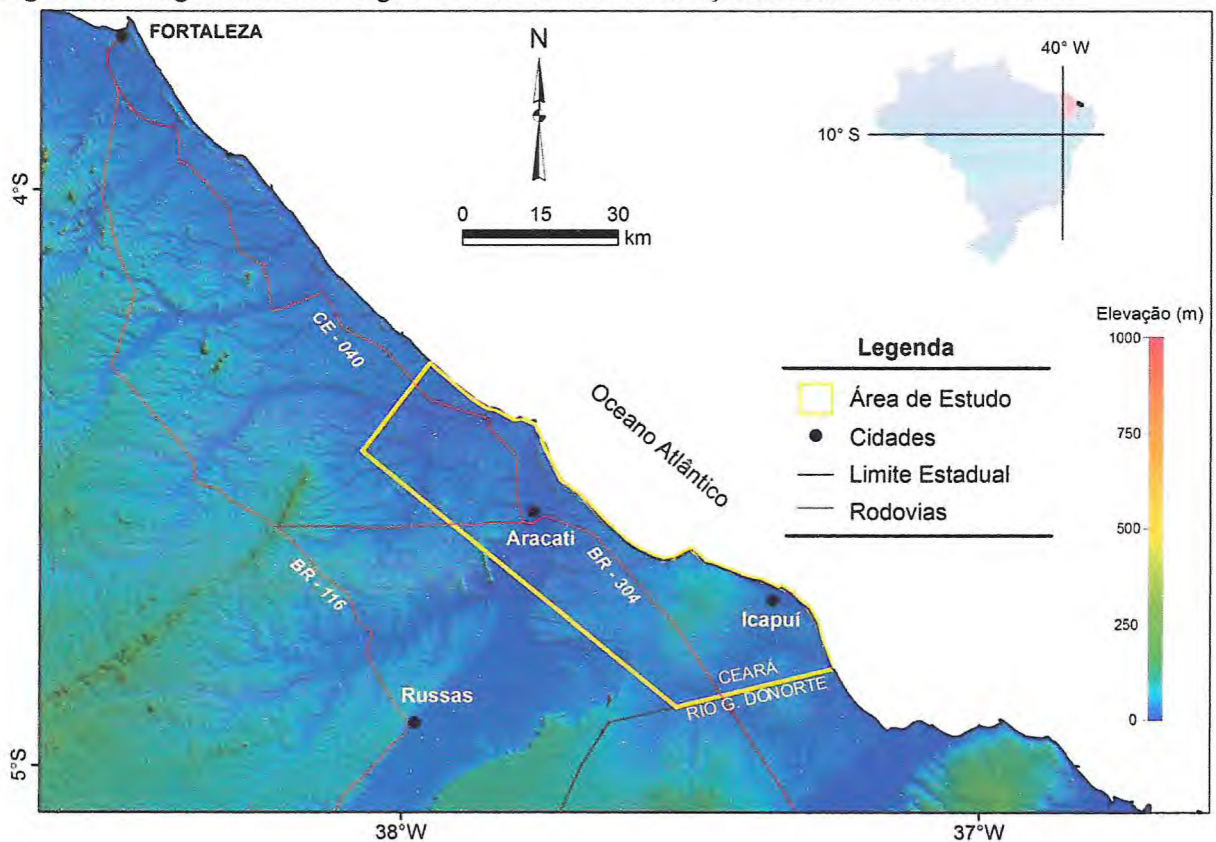 FORTALEZA
N
40° W
10° S
4°S
0 15 30
km
CE - 040
Oceano Atlântico
Elevação (m)
1000
750
500
250
0
Legenda
Área de Estudo
Cidades
Limite Estadual
Rodovias
Aracati
BR - 304
BR - 116
Icapuí
CEARÁ
RIO G. DO NORTE
Russas
5°S
38°W
37°W